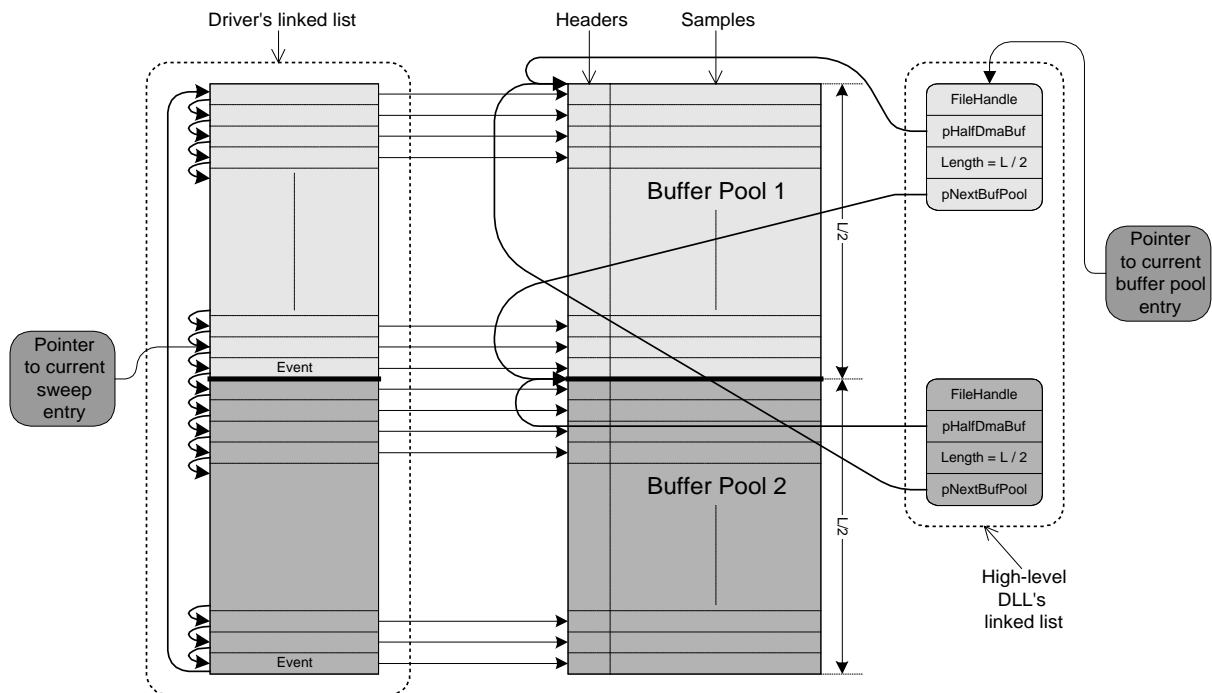 Driver's linked list
Headers
Samples
FileHandle
pHalfDmaBuf
Length = L / 2
pNextBufPool
Buffer Pool 1
L/2
Pointer
to current
buffer pool
entry
Pointer
to current
sweep
entry
Event
FileHandle
pHalfDmaBuf
Length = L / 2
pNextBufPool
Buffer Pool 2
L/2
High-level
DLL's
linked list
Event